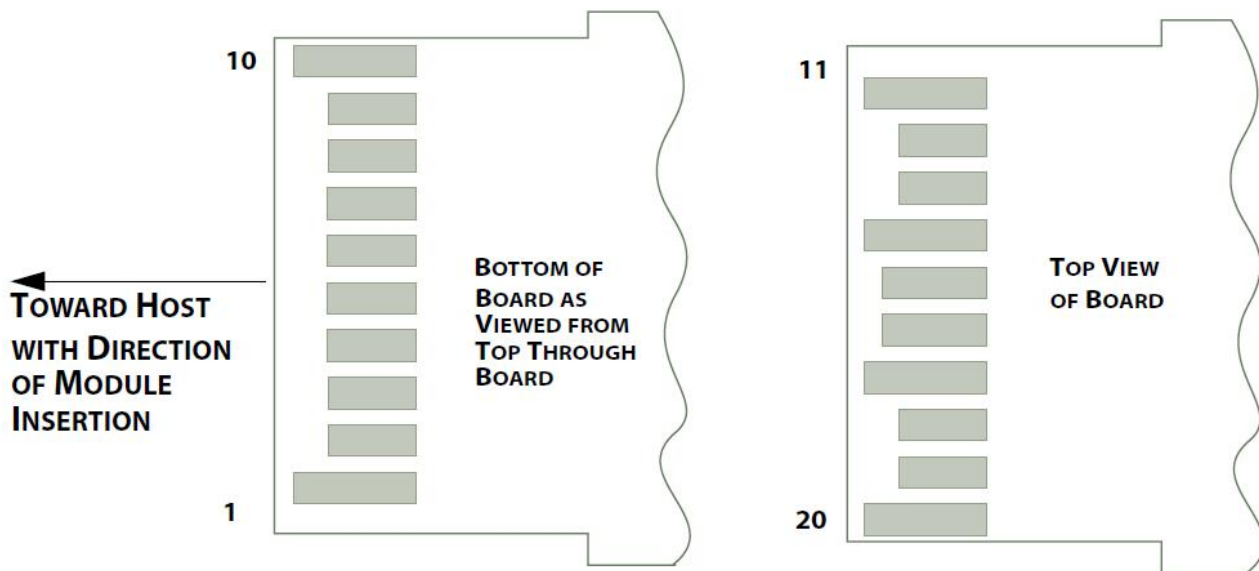 10
BOTTOM OF
BOARD AS
VIEWED FROM
TOP THROUGH
BOARD
TOWARD HOST
WITH DIRECTION
OF MODULE
INSERTION
1
11
TOP VIEW
OF BOARD
20